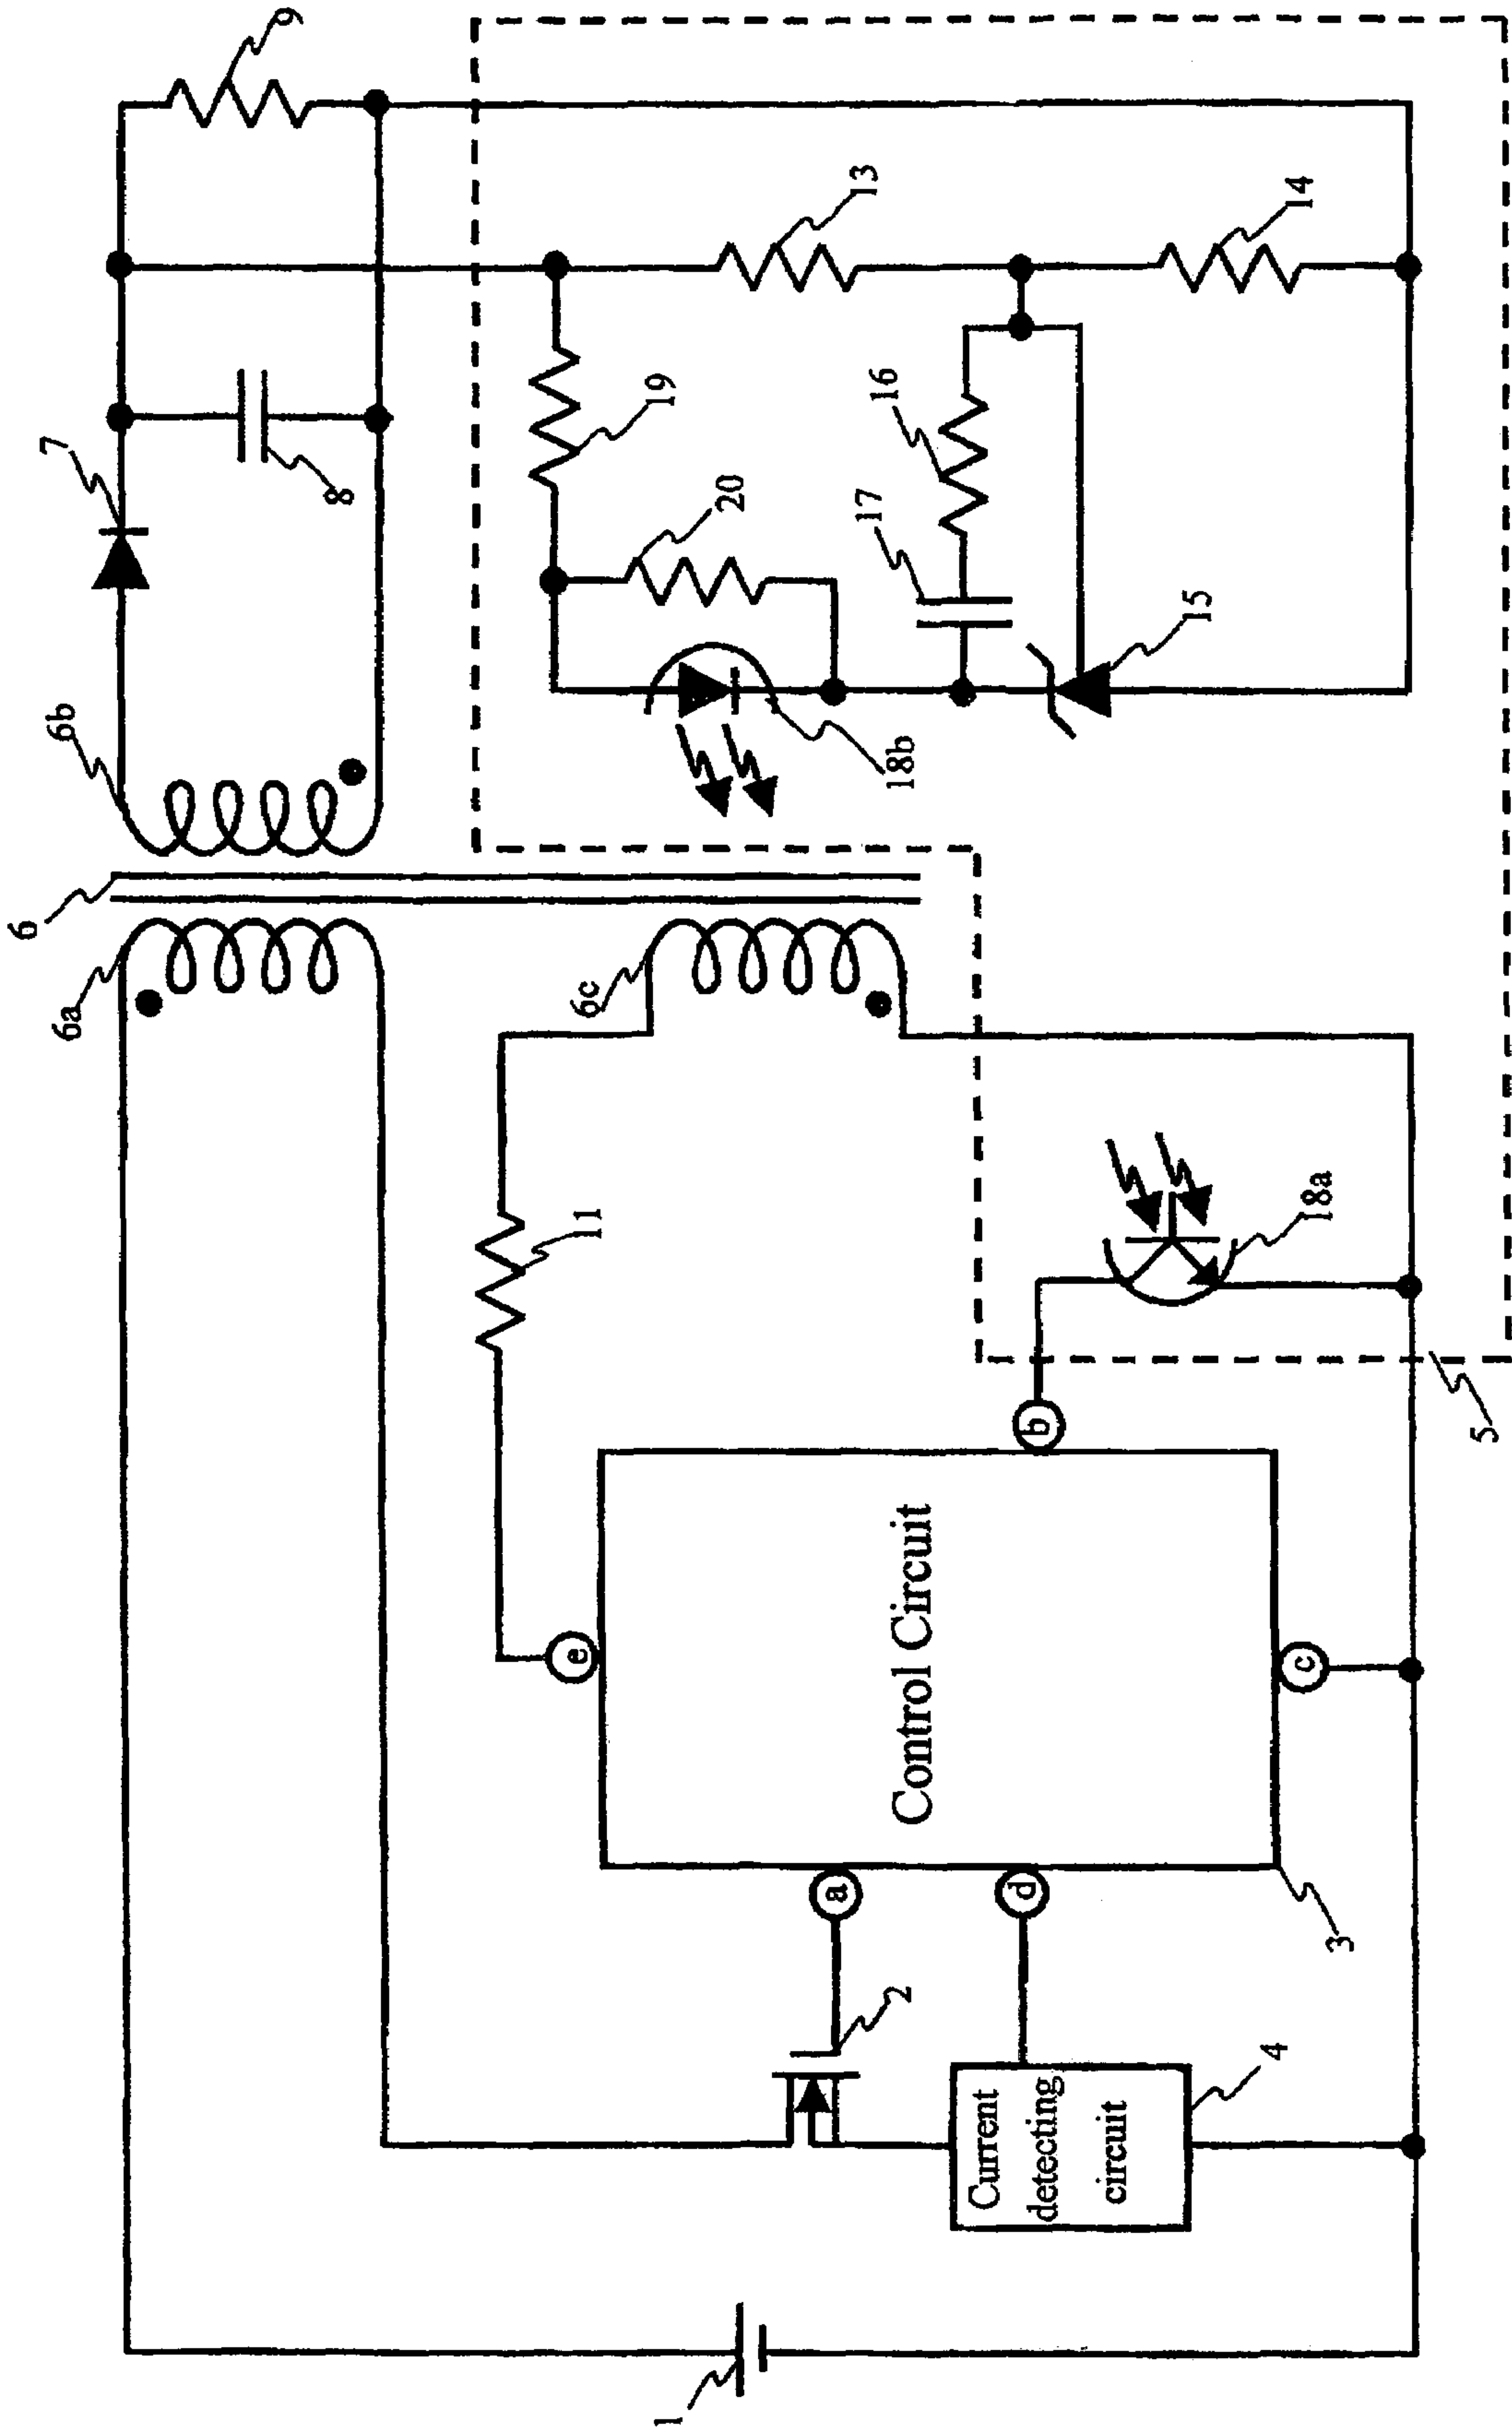 6
6a
6b
7
8
9
6c
11
19
20
13
18b
17
16
14
15
1
2
a
e
b
Control Circuit
d
c
Current
detecting
circuit
4
3
18a
5